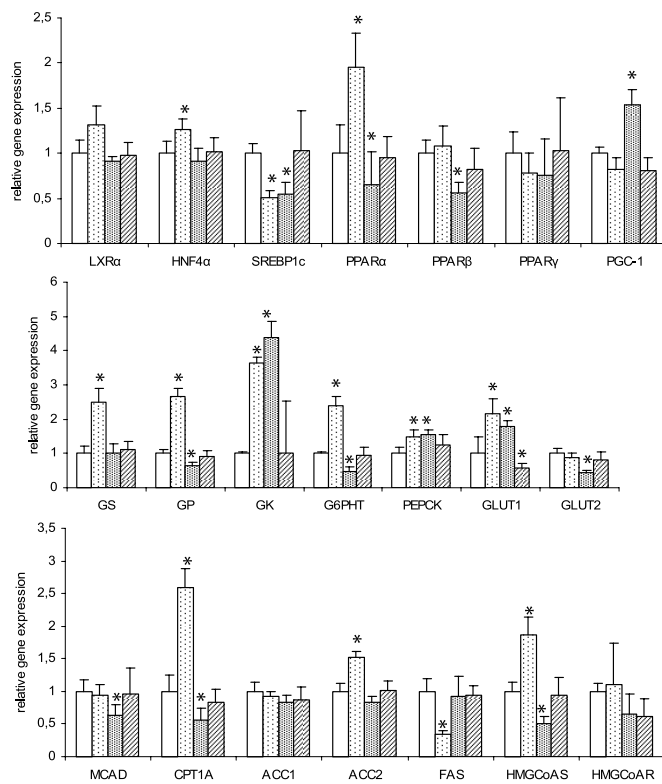 2,5
2
1,5
1
0,5
0
relative gene expression
* * * * * * * *
LXRα HNF4α SREBP1c PPARα PPARβ PPARγ PGC-1
6
5
4
3
2
1
0
relative gene expression
* * * * * * * * * * * * *
GS GP GK G6PHT PEPCK GLUT1 GLUT2
3,5
3
2,5
2
1,5
1
0,5
0
relative gene expression
* * * * * * *
MCAD CPT1A ACC1 ACC2 FAS HMGCoAS HMGCoAR